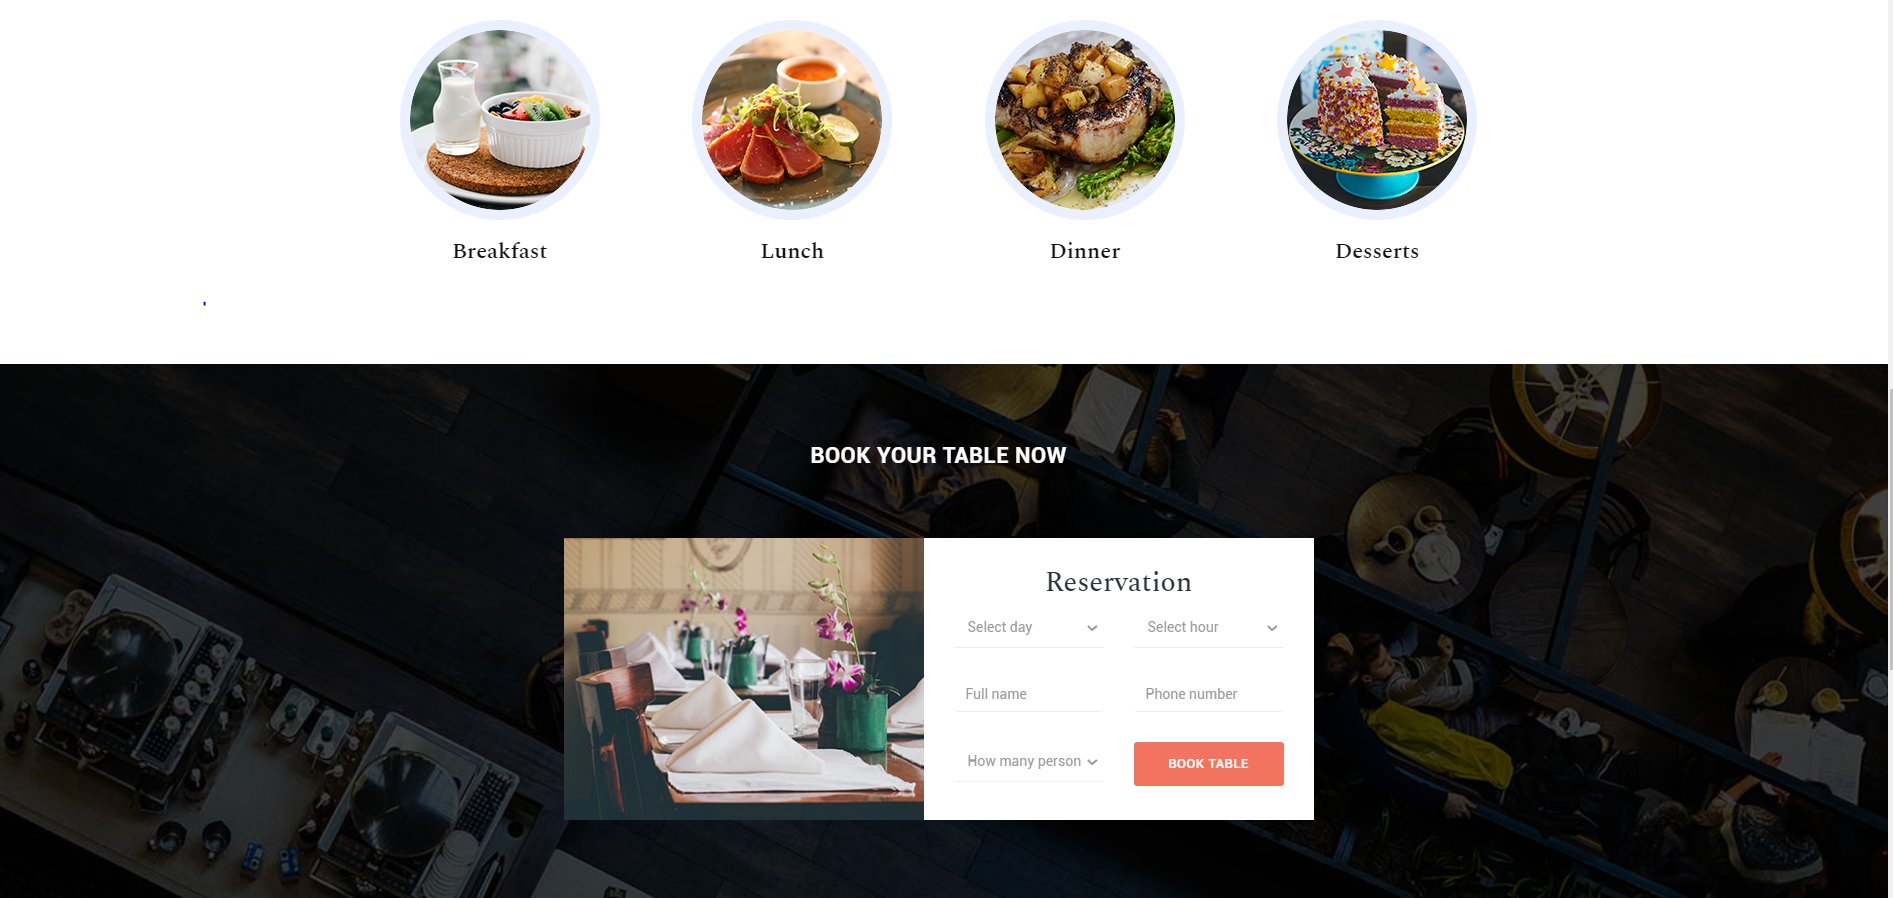 Breakfast
Lunch
Dinner
Desserts
BOOK YOUR TABLE NOW
Reservation
Select day
Select hour
Full name
Phone number
How many person
BOOK TABLE